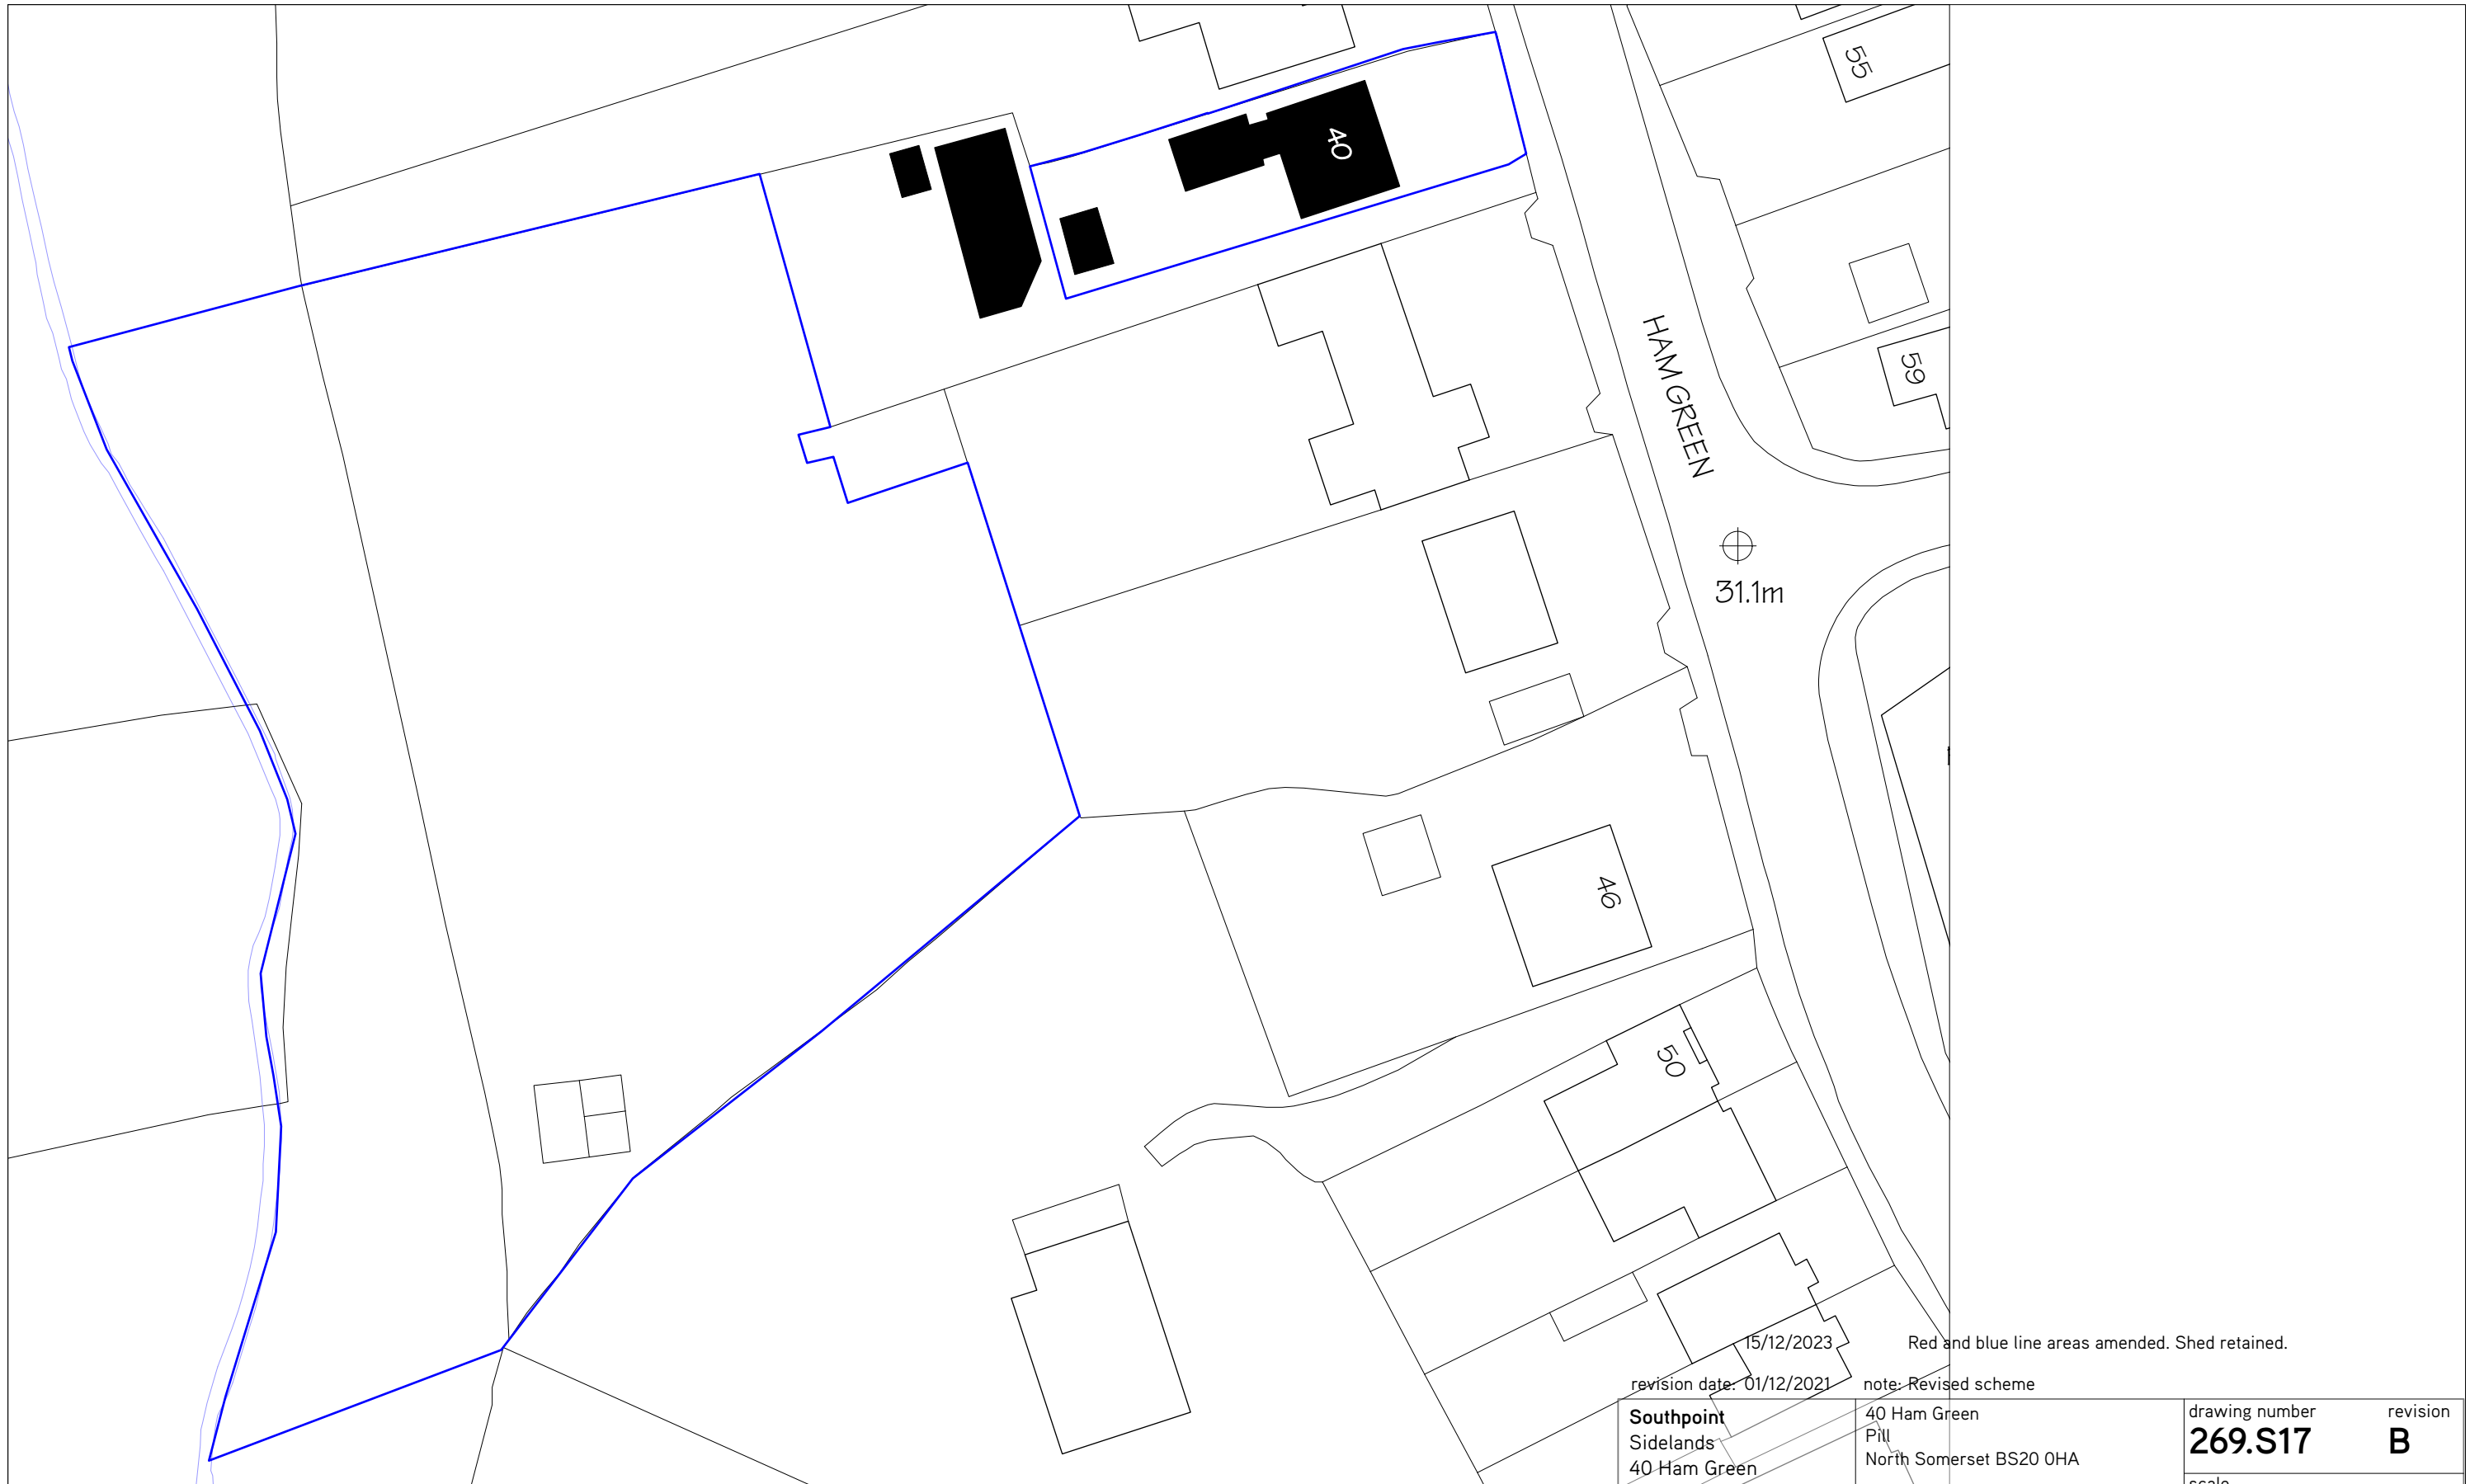 55
40
59
HAM GREEN
31.1m
46
50
15/12/2023 Red and blue line areas amended. Shed retained.
revision date: 01/12/2021 note: Revised scheme
Southpoint
Sidelands
40 Ham Green
40 Ham Green
Pill
North Somerset BS20 0HA
drawing number revision
269.S17 B
scale